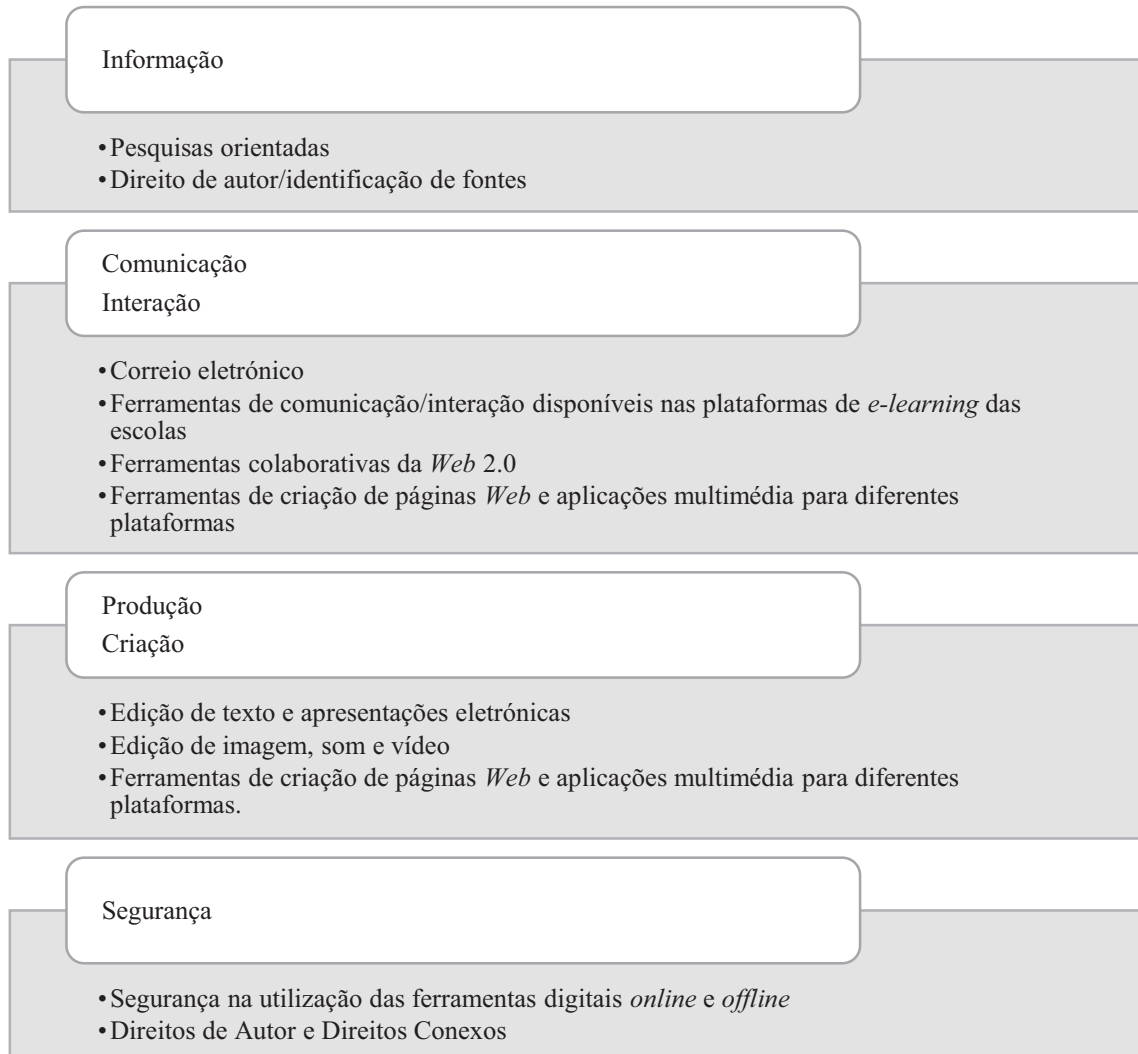 Informação
•Pesquisas orientadas
•Direito de autor/identificação de fontes
Comunicação
Interação
•Correio eletrónico
•Ferramentas de comunicação/interação disponíveis nas plataformas de e-learning das
escolas
•Ferramentas colaborativas da Web 2.0
•Ferramentas de criação de páginas Web e aplicações multimédia para diferentes
plataformas
Produção
Criação
•Edição de texto e apresentações eletrónicas
•Edição de imagem, som e vídeo
•Ferramentas de criação de páginas Web e aplicações multimédia para diferentes
plataformas.
Segurança
•Segurança na utilização das ferramentas digitais online e offline
•Direitos de Autor e Direitos Conexos